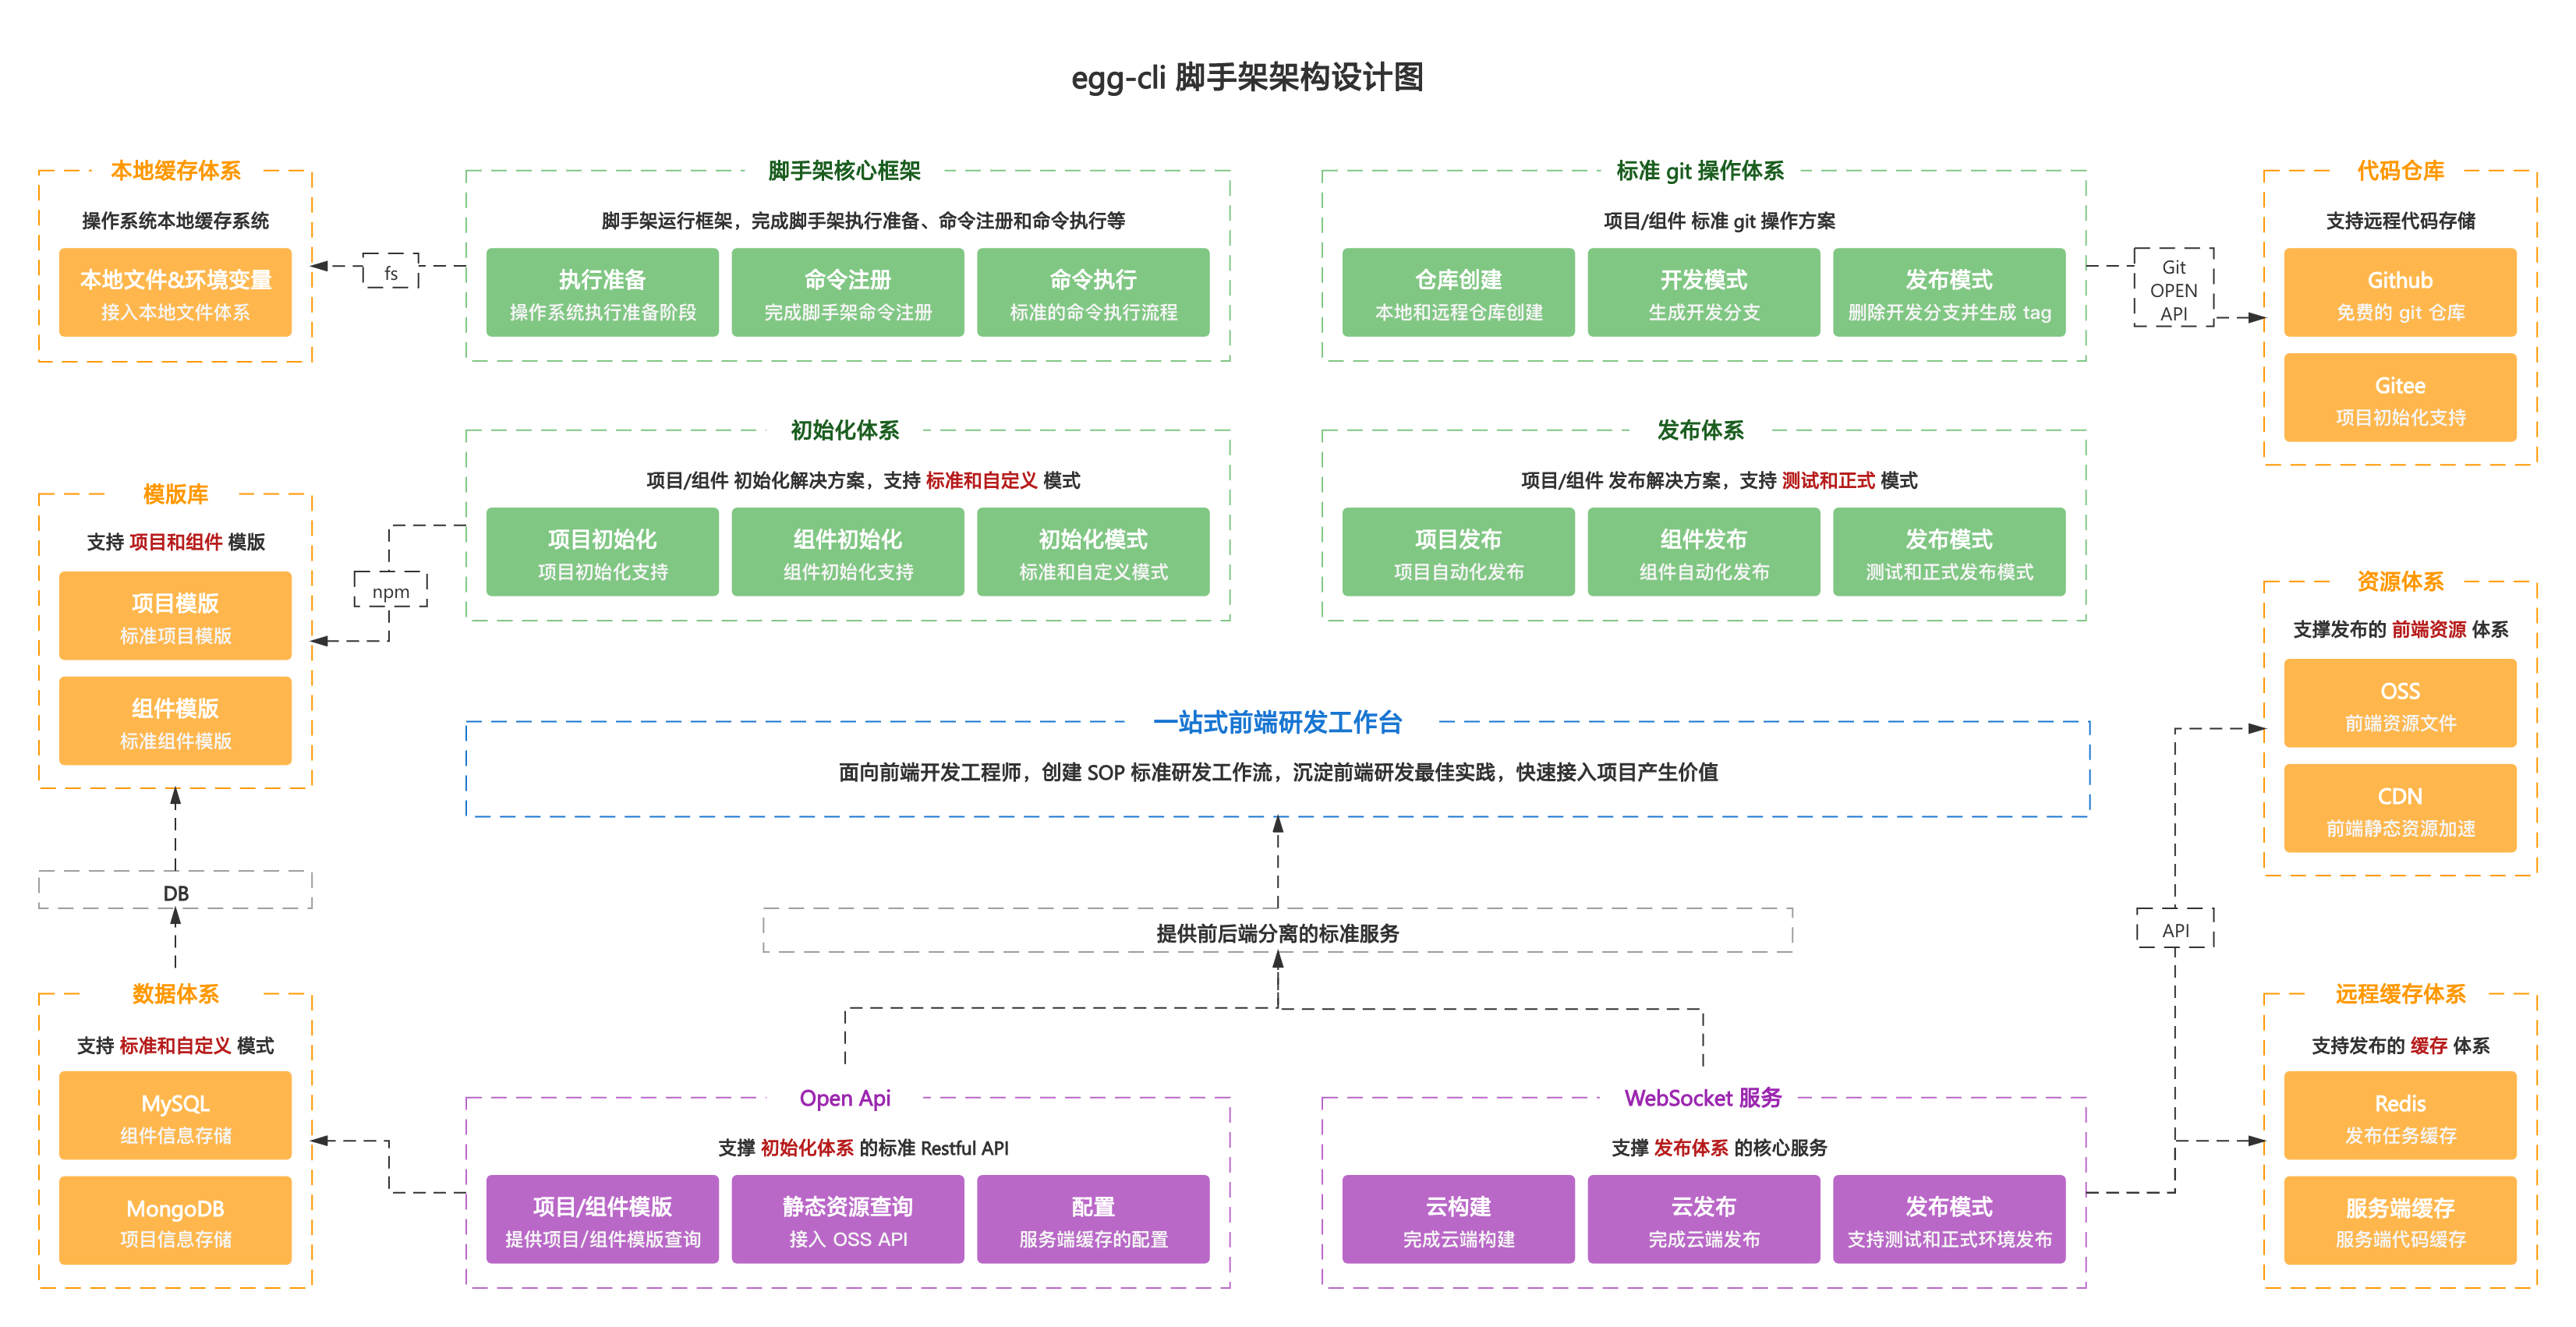 egg-cli 脚手架架构设计图
本地缓存体系
操作系统本地缓存系统
本地文件&环境变量
接入本地文件体系
fs
脚手架核心框架
脚手架运行框架，完成脚手架执行准备、命令注册和命令执行等
执行准备
操作系统执行准备阶段
命令注册
完成脚手架命令注册
命令执行
标准的命令执行流程
标准 git 操作体系
项目/组件 标准 git 操作方案
仓库创建
本地和远程仓库创建
开发模式
生成开发分支
发布模式
删除开发分支并生成 tag
Git
OPEN
API
代码仓库
支持远程代码存储
Github
免费的 git 仓库
Gitee
项目初始化支持
模版库
支持 项目和组件 模版
项目模版
标准项目模版
组件模版
标准组件模版
npm
初始化体系
项目/组件 初始化解决方案，支持 标准和自定义 模式
项目初始化
项目初始化支持
组件初始化
组件初始化支持
初始化模式
标准和自定义模式
发布体系
项目/组件 发布解决方案，支持 测试和正式 模式
项目发布
项目自动化发布
组件发布
组件自动化发布
发布模式
测试和正式发布模式
资源体系
支撑发布的 前端资源 体系
OSS
前端资源文件
CDN
前端静态资源加速
一站式前端研发工作台
面向前端开发工程师，创建 SOP 标准研发工作流，沉淀前端研发最佳实践，快速接入项目产生价值
DB
提供前后端分离的标准服务
API
数据体系
支持 标准和自定义 模式
MySQL
组件信息存储
MongoDB
项目信息存储
Open Api
支撑 初始化体系 的标准 Restful API
项目/组件模版
提供项目/组件模版查询
静态资源查询
接入 OSS API
配置
服务端缓存的配置
WebSocket 服务
支撑 发布体系 的核心服务
云构建
完成云端构建
云发布
完成云端发布
发布模式
支持测试和正式环境发布
远程缓存体系
支持发布的 缓存 体系
Redis
发布任务缓存
服务端缓存
服务端代码缓存